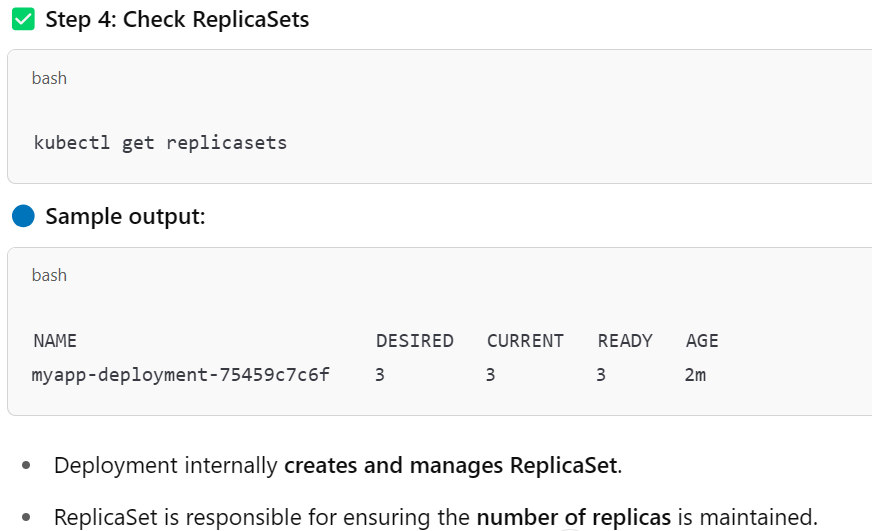 ✅ Step 4: Check ReplicaSets
bash
kubectl get replicasets
🔵 Sample output:
bash
NAME DESIRED CURRENT READY AGE
myapp-deployment-75459c7c6f 3 3 3 2m
• Deployment internally creates and manages ReplicaSet.
• ReplicaSet is responsible for ensuring the number of replicas is maintained.